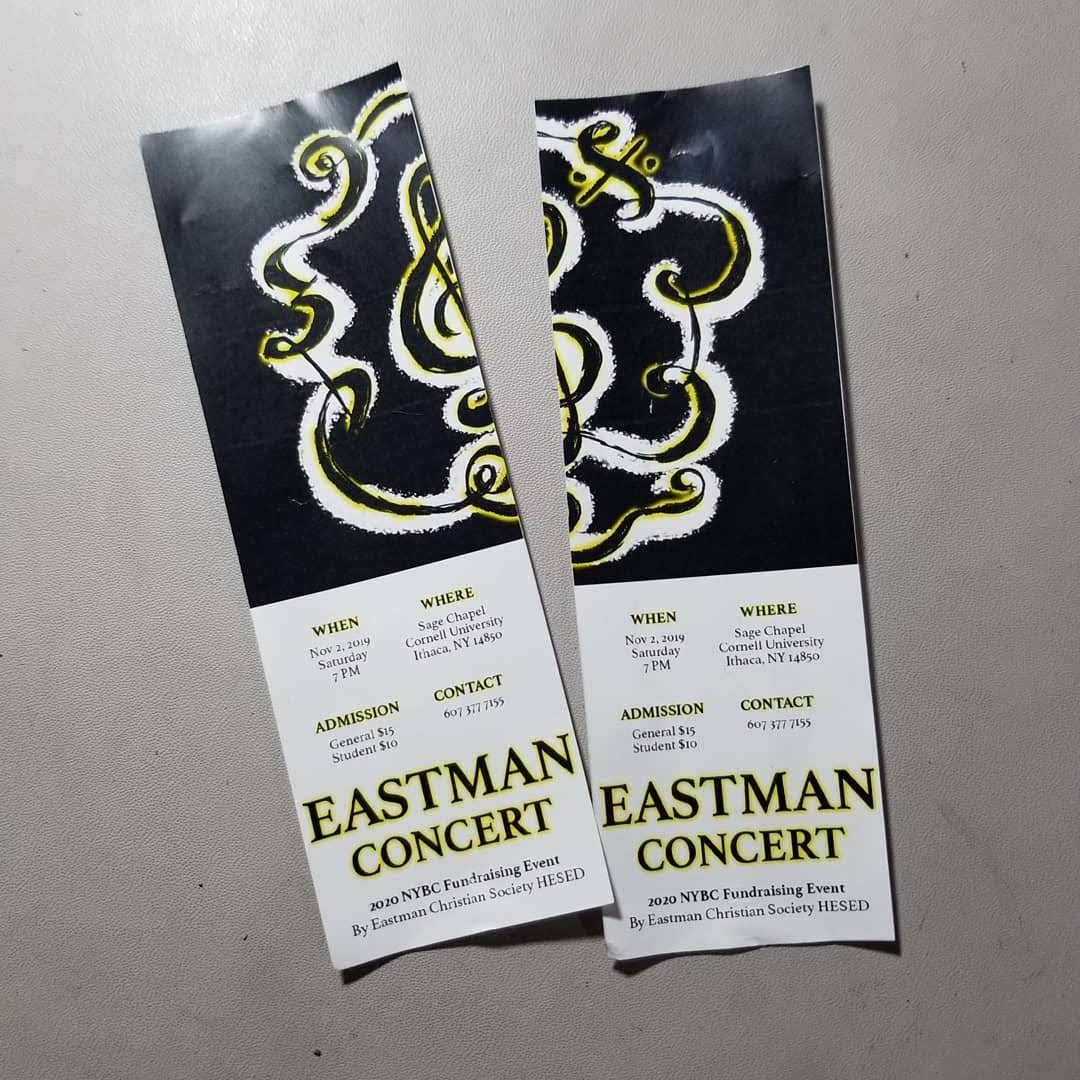 WHEN
Nov 2, 2019
Saturday
7 PM
WHERE
Sage Chapel
Cornell University
Ithaca, NY 14850
ADMISSION
General $15
Student $10
CONTACT
607 377 7155
EASTMAN
CONCERT
2020 NYBC Fundraising Event
By Eastman Christian Society HESED
WHEN
Nov 2, 2019
Saturday
7 PM
WHERE
Sage Chapel
Cornell University
Ithaca, NY 14850
ADMISSION
General $15
Student $10
CONTACT
607 377 7155
EASTMAN
CONCERT
2020 NYBC Fundraising Event
By Eastman Christian Society HESED